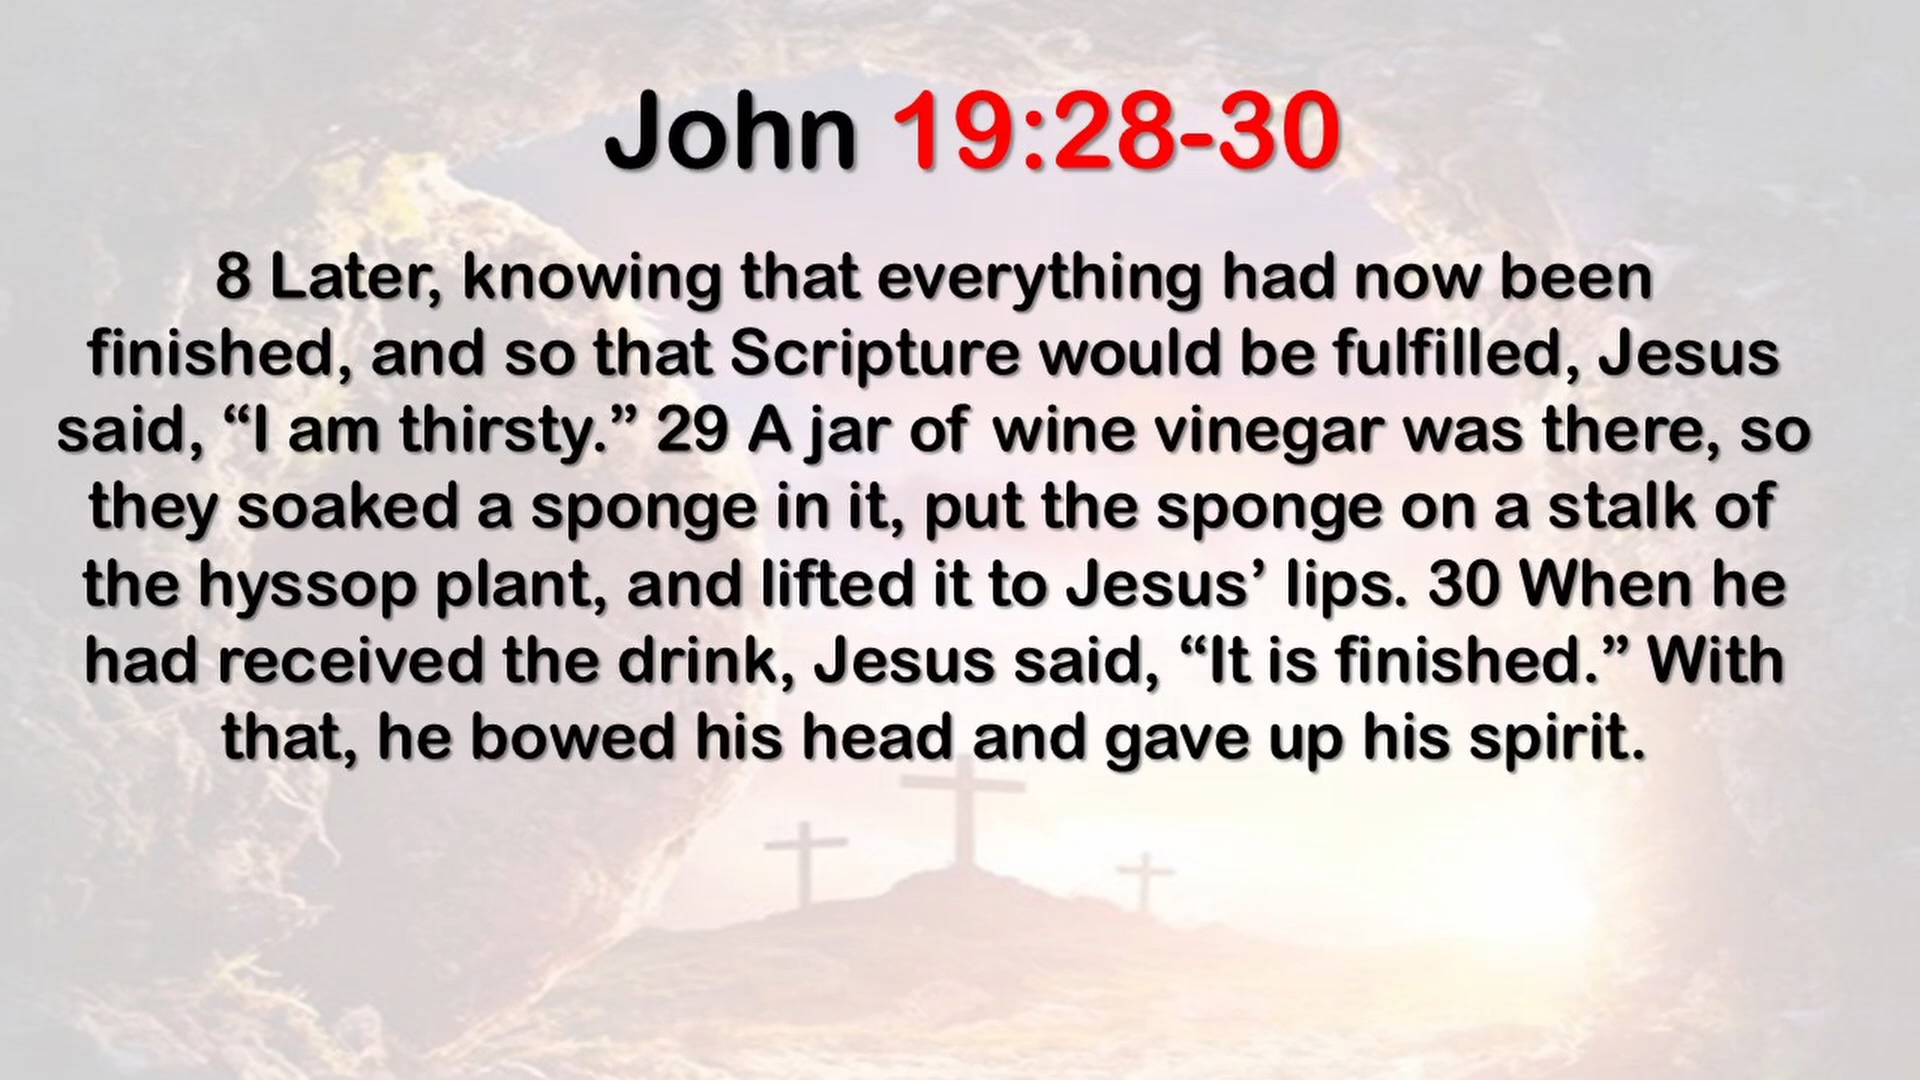 John 19:28-30
8 Later, knowing that everything had now been
finished, and so that Scripture would be fulfilled, Jesus
said, “I am thirsty.” 29 A jar of wine vinegar was there, so
they soaked a sponge in it, put the sponge on a stalk of
the hyssop plant, and lifted it to Jesus’ lips. 30 When he
had received the drink, Jesus said, “It is finished.” With
that, he bowed his head and gave up his spirit.